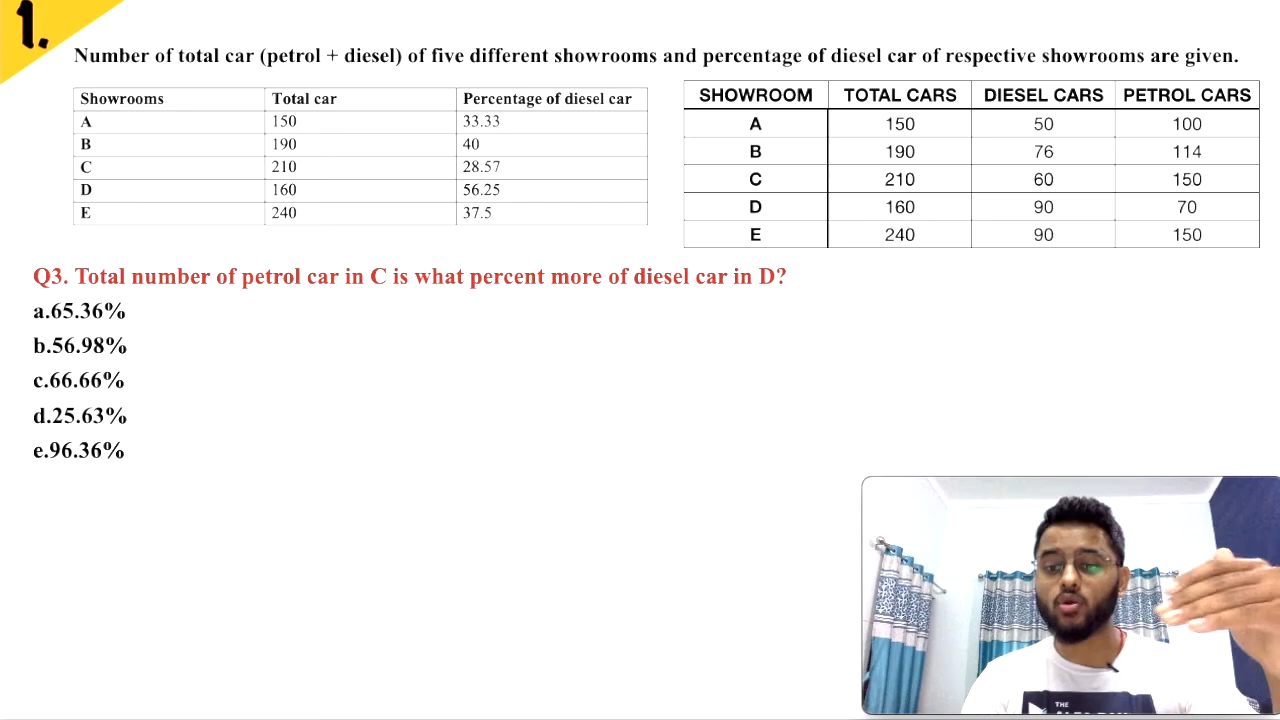 1.
Number of total car (petrol + diesel) of five different showrooms and percentage of diesel car of respective showrooms are given.
Showrooms Total car Percentage of diesel car
A 150 33.33
B 190 40
C 210 28.57
D 160 56.25
E 240 37.5
SHOWROOM TOTAL CARS DIESEL CARS PETROL CARS
A 150 50 100
B 190 76 114
C 210 60 150
D 160 90 70
E 240 90 150
Q3. Total number of petrol car in C is what percent more of diesel car in D?
a.65.36%
b.56.98%
c.66.66%
d.25.63%
e.96.36%
THE